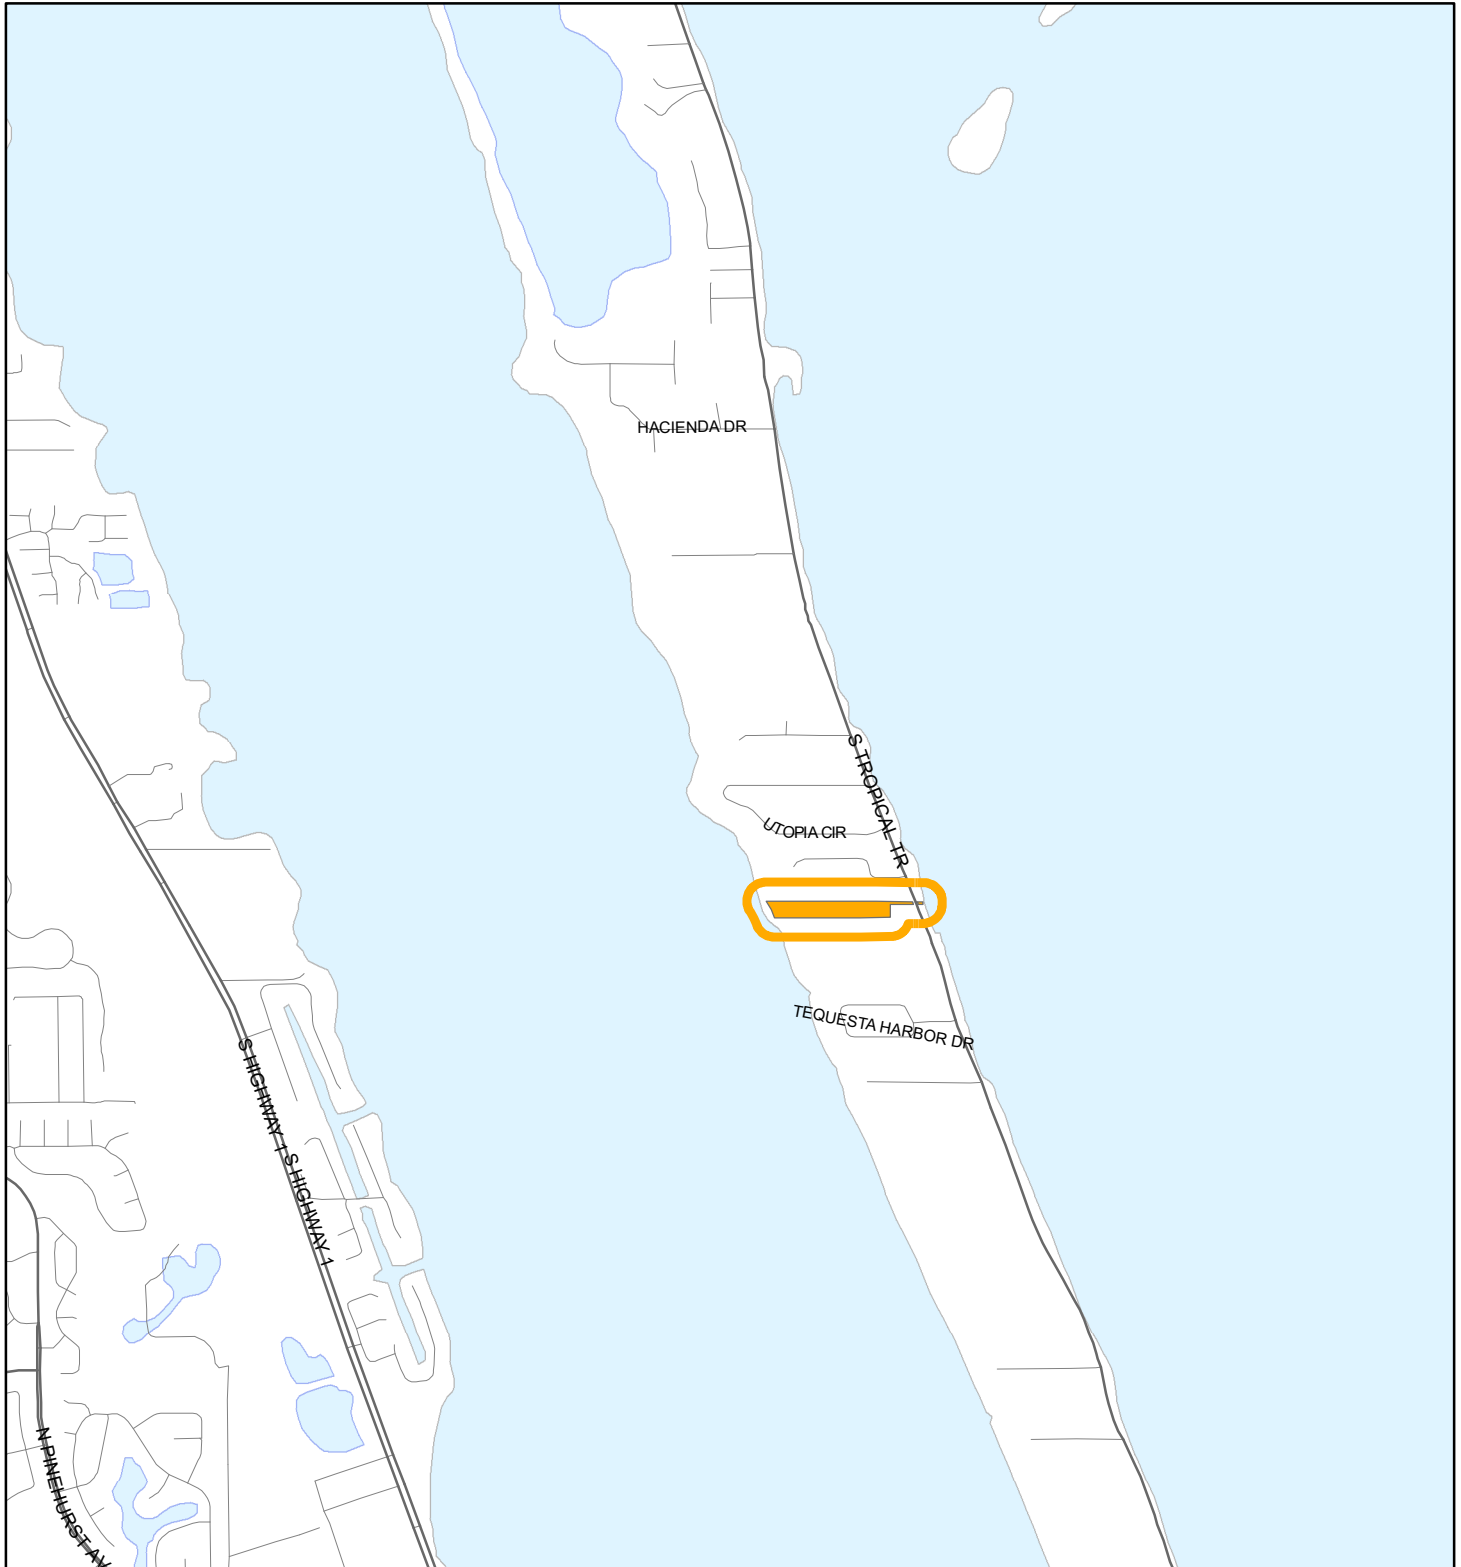 HACIENDA DR
S TROPICAL TR
UTOPIA CIR
TEQUESTA HARBOR DR
S HIGHWAY 1
S HIGHWAY 1
N PINEHURST AV